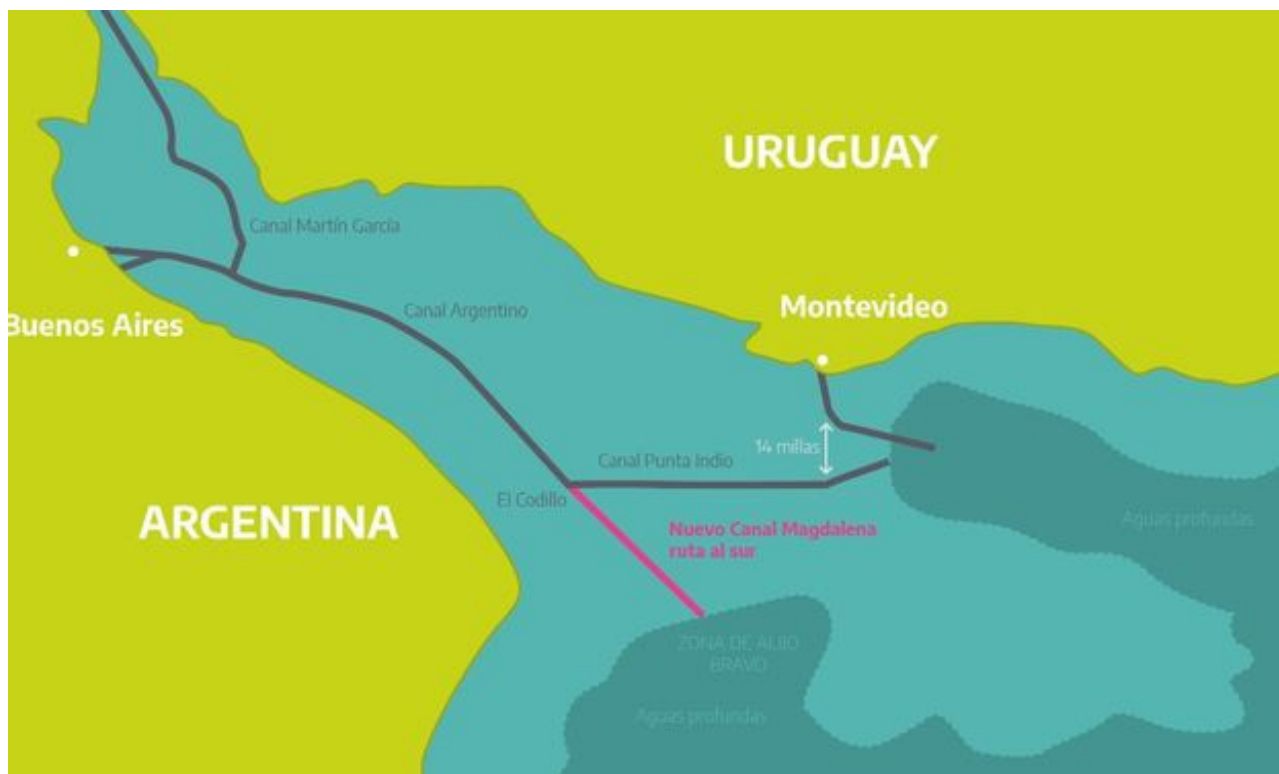 URUGUAY
Canal Martín García
Canal Argentino
Buenos Aires
Montevideo
14 millas
Canal Punta Indio
El Codillo
ARGENTINA
Nuevo Canal Magdalena
ruta al sur
Aguas profundas
ZONA DE ALIJO
BRAVO
Aguas profundas